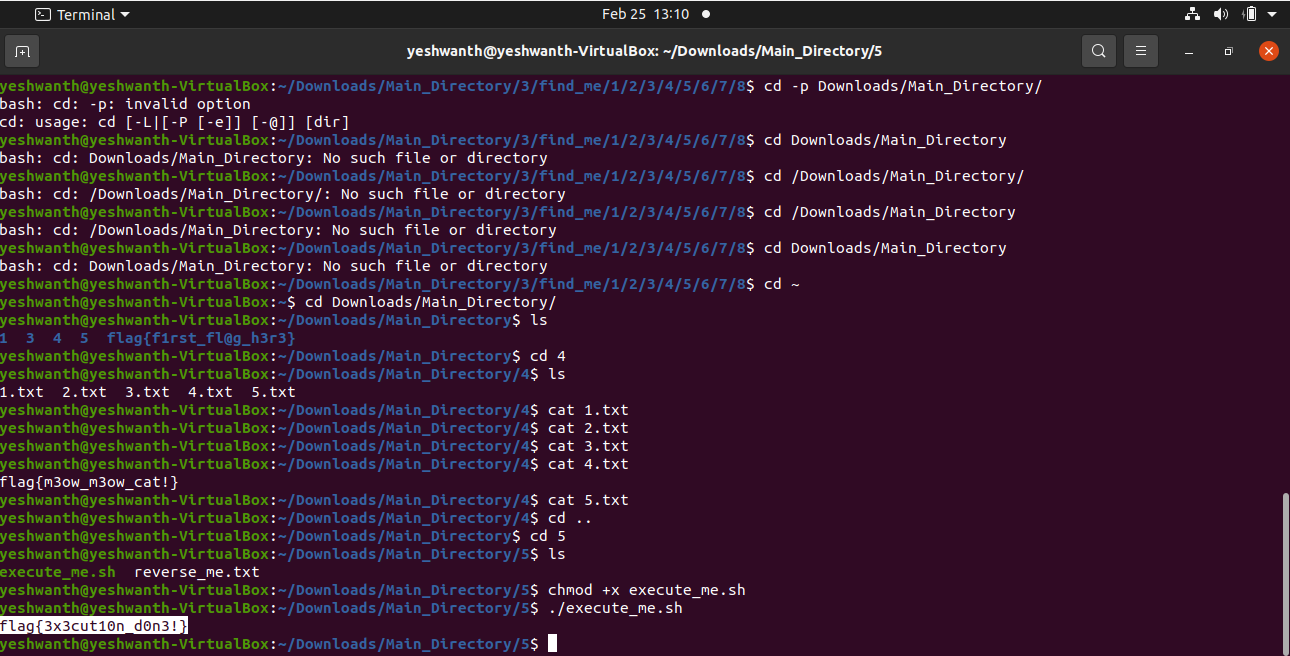 Terminal
Feb 25 13:10
yeshwanth@yeshwanth-VirtualBox: ~/Downloads/Main_Directory/5
yeshwanth@yeshwanth-VirtualBox:~/Downloads/Main_Directory/3/find_me/1/2/3/4/5/6/7/8$ cd -p Downloads/Main_Directory/
bash: cd: -p: invalid option
cd: usage: cd [-L|[-P [-e]] [-@]] [dir]
yeshwanth@yeshwanth-VirtualBox:~/Downloads/Main_Directory/3/find_me/1/2/3/4/5/6/7/8$ cd Downloads/Main_Directory
bash: cd: Downloads/Main_Directory: No such file or directory
yeshwanth@yeshwanth-VirtualBox:~/Downloads/Main_Directory/3/find_me/1/2/3/4/5/6/7/8$ cd /Downloads/Main_Directory/
bash: cd: /Downloads/Main_Directory/: No such file or directory
yeshwanth@yeshwanth-VirtualBox:~/Downloads/Main_Directory/3/find_me/1/2/3/4/5/6/7/8$ cd /Downloads/Main_Directory
bash: cd: /Downloads/Main_Directory: No such file or directory
yeshwanth@yeshwanth-VirtualBox:~/Downloads/Main_Directory/3/find_me/1/2/3/4/5/6/7/8$ cd Downloads/Main_Directory
bash: cd: Downloads/Main_Directory: No such file or directory
yeshwanth@yeshwanth-VirtualBox:~/Downloads/Main_Directory/3/find_me/1/2/3/4/5/6/7/8$ cd ~
yeshwanth@yeshwanth-VirtualBox:~$ cd Downloads/Main_Directory/
yeshwanth@yeshwanth-VirtualBox:~/Downloads/Main_Directory$ ls
1  3  4  5  flag{f1rst_fl@g_h3r3}
yeshwanth@yeshwanth-VirtualBox:~/Downloads/Main_Directory$ cd 4
yeshwanth@yeshwanth-VirtualBox:~/Downloads/Main_Directory/4$ ls
1.txt  2.txt  3.txt  4.txt  5.txt
yeshwanth@yeshwanth-VirtualBox:~/Downloads/Main_Directory/4$ cat 1.txt
yeshwanth@yeshwanth-VirtualBox:~/Downloads/Main_Directory/4$ cat 2.txt
yeshwanth@yeshwanth-VirtualBox:~/Downloads/Main_Directory/4$ cat 3.txt
yeshwanth@yeshwanth-VirtualBox:~/Downloads/Main_Directory/4$ cat 4.txt
flag{m3ow_m3ow_cat!}
yeshwanth@yeshwanth-VirtualBox:~/Downloads/Main_Directory/4$ cat 5.txt
yeshwanth@yeshwanth-VirtualBox:~/Downloads/Main_Directory/4$ cd ..
yeshwanth@yeshwanth-VirtualBox:~/Downloads/Main_Directory$ cd 5
yeshwanth@yeshwanth-VirtualBox:~/Downloads/Main_Directory/5$ ls
execute_me.sh  reverse_me.txt
yeshwanth@yeshwanth-VirtualBox:~/Downloads/Main_Directory/5$ chmod +x execute_me.sh
yeshwanth@yeshwanth-VirtualBox:~/Downloads/Main_Directory/5$ ./execute_me.sh
flag{3x3cut10n_d0n3!}
yeshwanth@yeshwanth-VirtualBox:~/Downloads/Main_Directory/5$